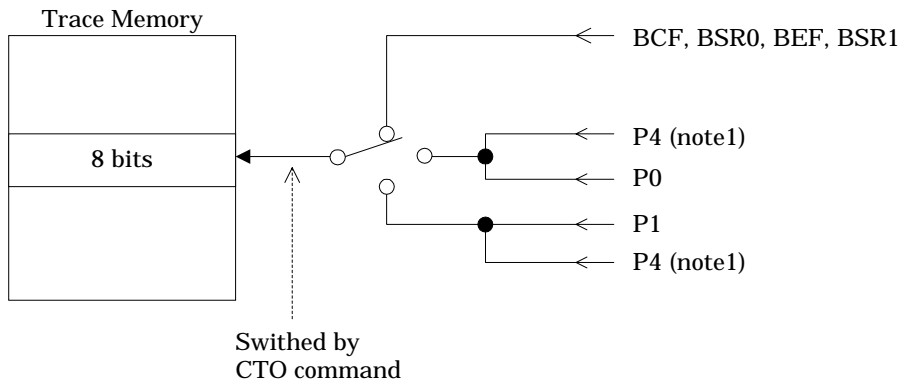 Trace Memory
BCF, BSR0, BEF, BSR1
P4 (note1)
8 bits
P0
P1
P4 (note1)
Swithed by
CTO command